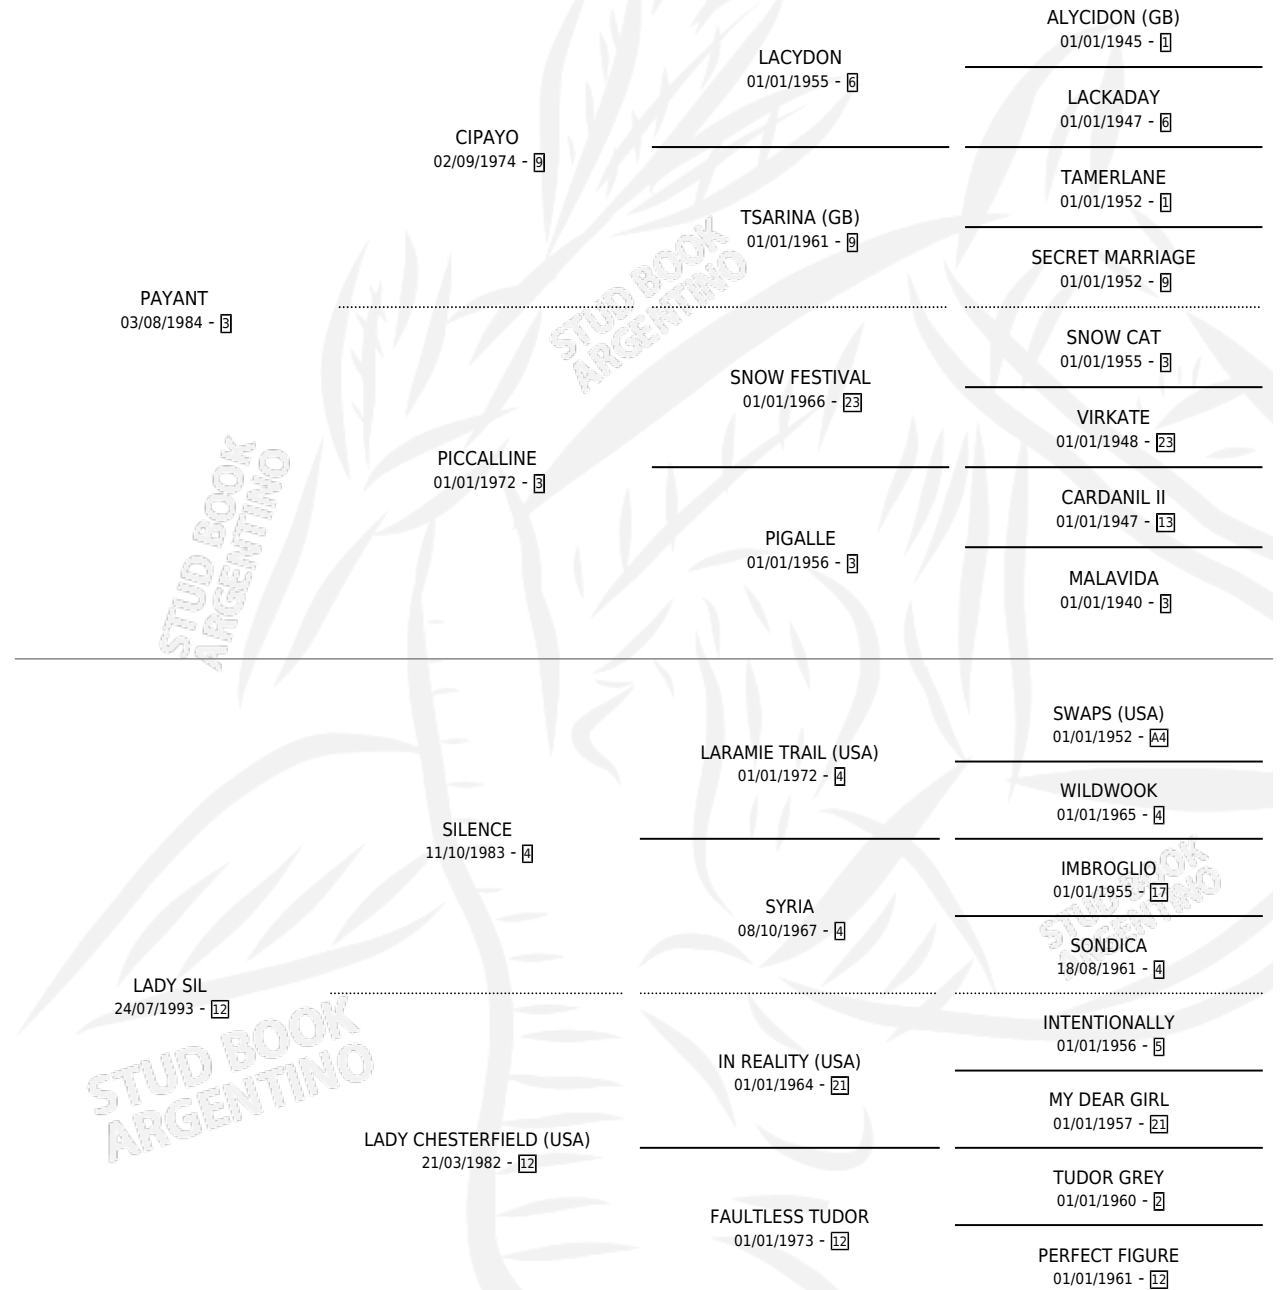 ALYCIDON (GB)
01/01/1945 - 1
LACYDON
01/01/1955 - 6
LACKADAY
01/01/1947 - 6
CIPAYO
02/09/1974 - 9
TAMERLANE
01/01/1952 - 1
TSARINA (GB)
01/01/1961 - 9
SECRET MARRIAGE
01/01/1952 - 9
PAYANT
03/08/1984 - 3
SNOW CAT
01/01/1955 - 3
SNOW FESTIVAL
01/01/1966 - 23
VIRKATE
01/01/1948 - 23
PICCALLINE
01/01/1972 - 3
CARDANIL II
01/01/1947 - 13
PIGALLE
01/01/1956 - 3
MALAVIDA
01/01/1940 - 3
SWAPS (USA)
01/01/1952 - A4
LARAMIE TRAIL (USA)
01/01/1972 - 4
WILDWOOK
01/01/1965 - 4
SILENCE
11/10/1983 - 4
IMBROGLIO
01/01/1955 - 17
SYRIA
08/10/1967 - 4
SONDICA
18/08/1961 - 4
LADY SIL
24/07/1993 - 12
INTENTIONALLY
01/01/1956 - 5
IN REALITY (USA)
01/01/1964 - 21
MY DEAR GIRL
01/01/1957 - 21
LADY CHESTERFIELD (USA)
21/03/1982 - 12
TUDOR GREY
01/01/1960 - 2
FAULTLESS TUDOR
01/01/1973 - 12
PERFECT FIGURE
01/01/1961 - 12
STUD BOOK
ARGENTINO
STUD BOOK
ARGENTINO
STUD BOOK
ARGENTINO
STUD BOOK
ARGENTINO